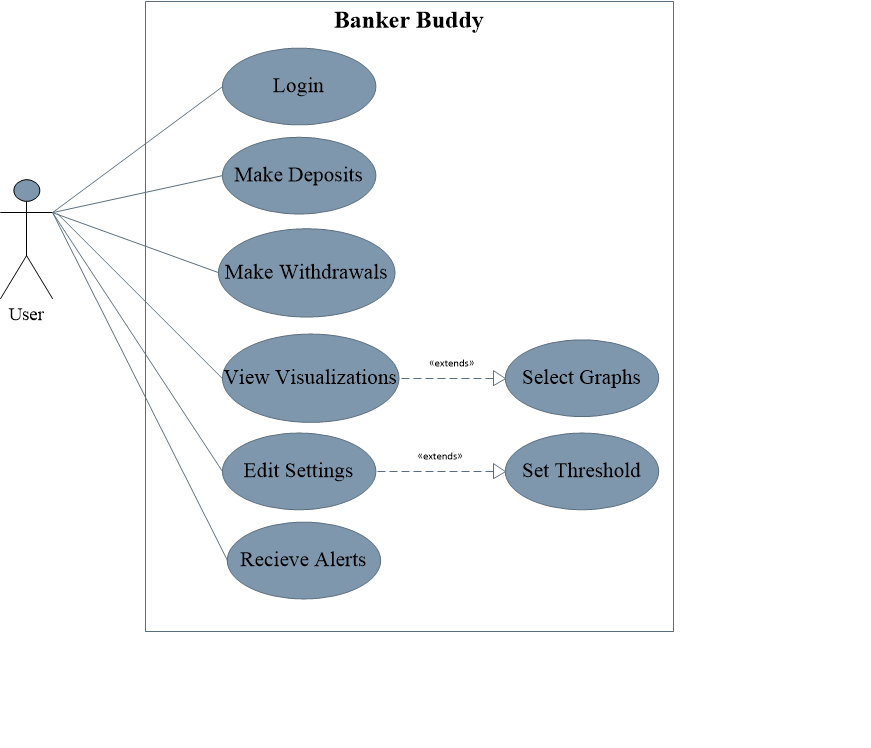 Banker Buddy
Login
Make Deposits
Make Withdrawals
User
View Visualizations
«extends»
Select Graphs
Edit Settings
«extends»
Set Threshold
Recieve Alerts